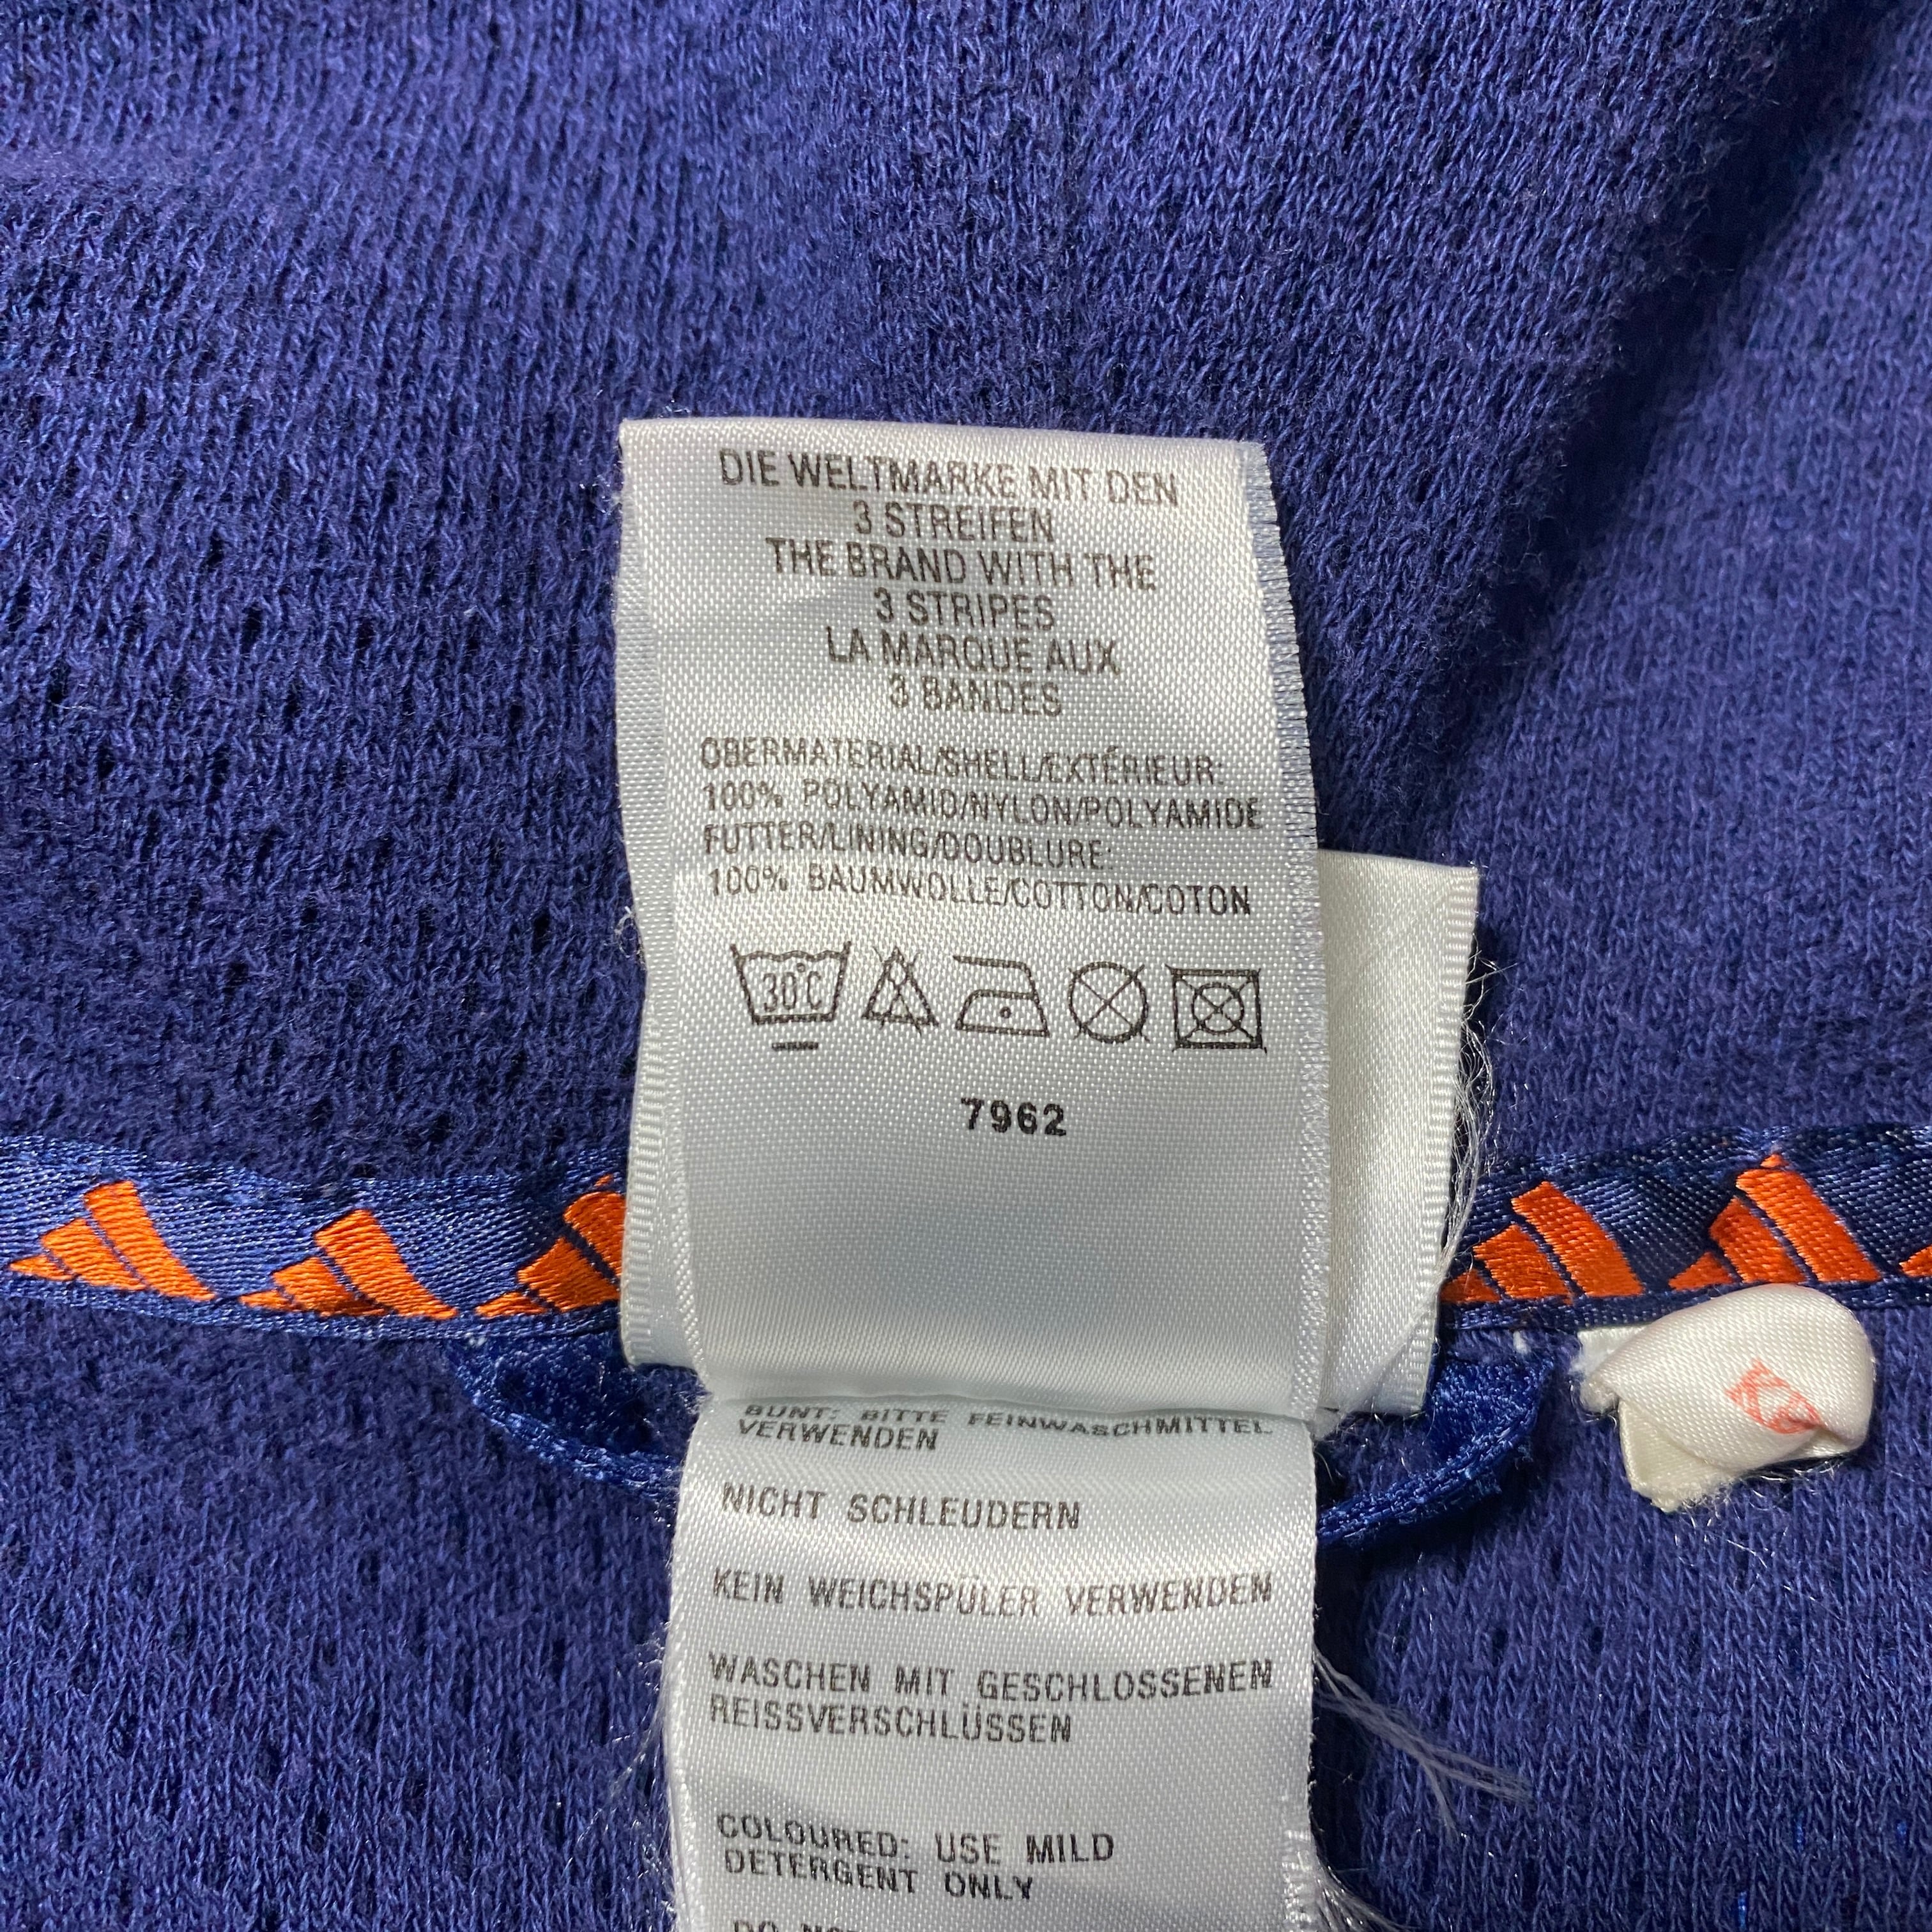 DIE WELTMARKE MIT DEN
3 STREIFEN
THE BRAND WITH THE
3 STRIPES
LA MARQUE AUX
3 BANDES
OBERMATERIAL/SHELL/EXTÉRIEUR:
100% POLYAMID/NYLON/POLYAMIDE
FUTTER/LINING/DOUBLURE:
100% BAUMWOLLE/COTTON/COTON
30°C
7962
BUNT: BITTE FEINWASCHMITTEL
VERWENDEN
NICHT SCHLEUDERN
KEIN WEICHSPÜLER VERWENDEN
WASCHEN MIT GESCHLOSSENEN
REISSVERSCHLÜSSEN
COLOURED: USE MILD
DETERGENT ONLY
DO